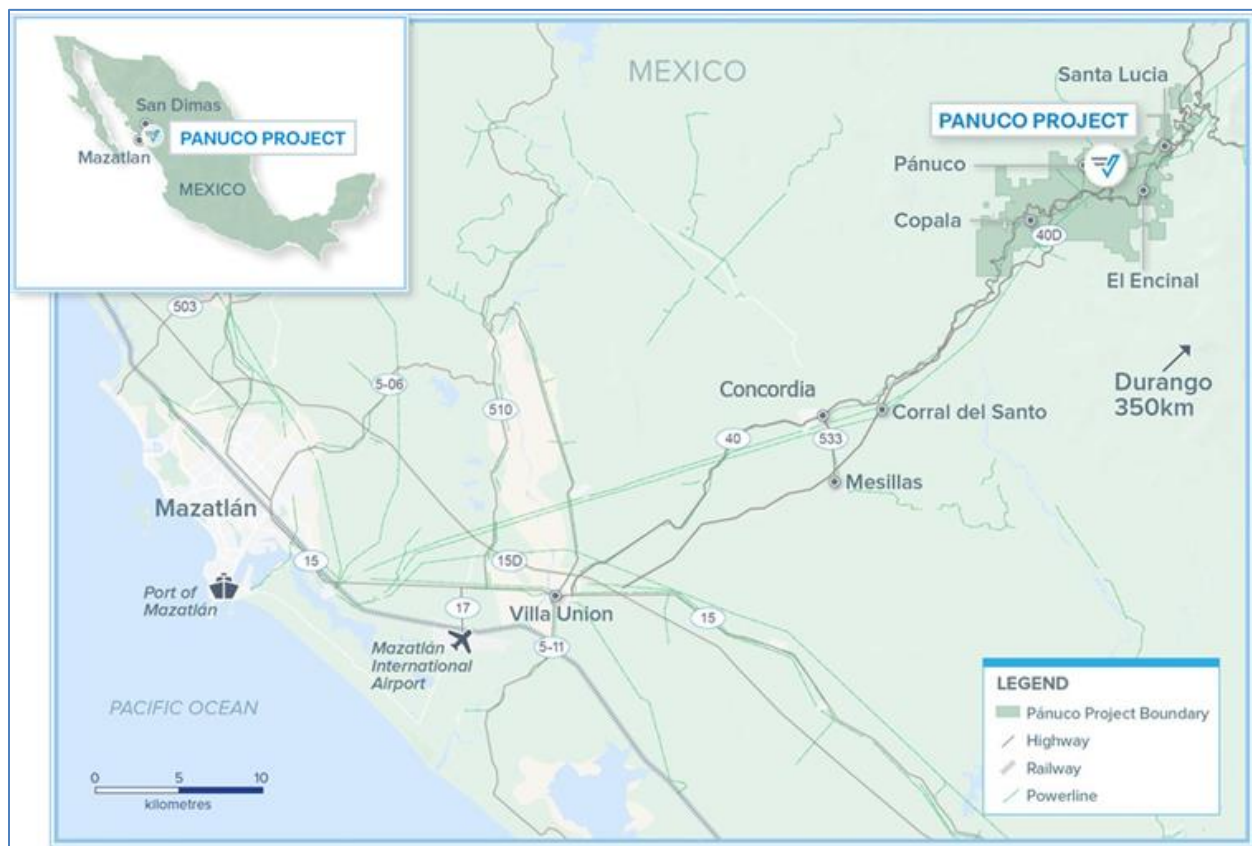 San Dimas
PANUCO PROJECT
Mazatlan
MEXICO
MEXICO
Santa Lucia
PANUCO PROJECT
Pánuco
Copala
40D
El Encinal
503
Durango
350km
5-06
510
Concordia
Corral del Santo
40
533
Mesillas
Mazatlán
15
15D
Port of
Mazatlán
17
Villa Union
15
Mazatlán
International
Airport
5-11
PACIFIC OCEAN
0 5 10
kilometres
LEGEND
Pánuco Project Boundary
Highway
Railway
Powerline